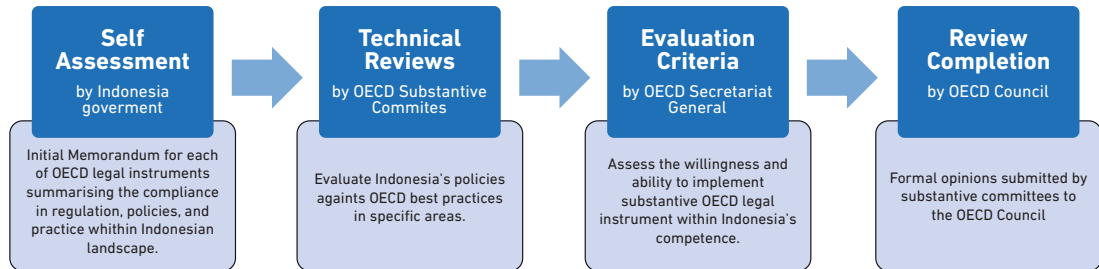 Self
Assessment
by Indonesia
goverment
Initial Memorandum for each
of OECD legal instruments
summarising the compliance
in regulation, policies, and
practice whithin Indonesian
landscape.
Technical
Reviews
by OECD Substantive
Commites
Evaluate Indonesia's policies
againts OECD best practices
in specific areas.
Evaluation
Criteria
by OECD Secretariat
General
Assess the willingness and
ability to implement
substantive OECD legal
instrument within Indonesia's
competence.
Review
Completion
by OECD Council
Formal opinions submitted by
substantive committees to
the OECD Council